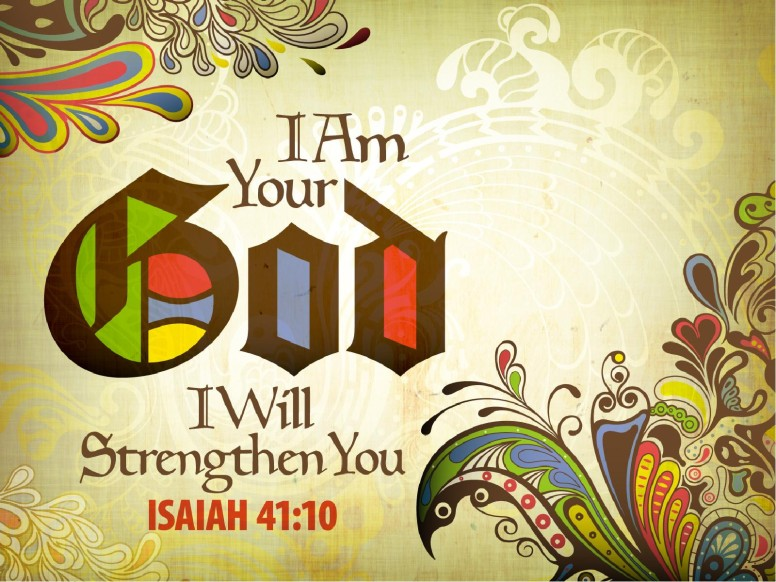 I Am
Your
God
I Will
Strengthen You
ISAIAH 41:10